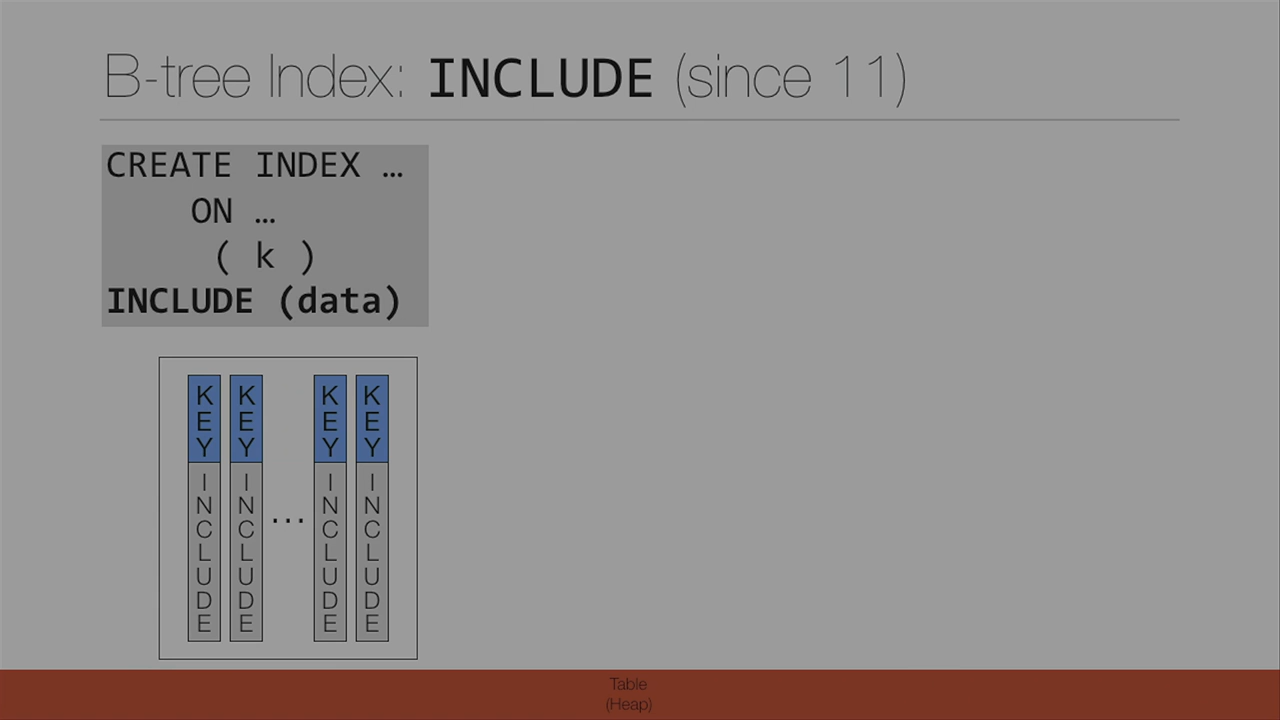 B-tree Index: INCLUDE (since 11)
CREATE INDEX …
ON …
( k )
INCLUDE (data)
KEY KEY KEY KEY
INCLUDE INCLUDE ... INCLUDE INCLUDE
Table
(Heap)